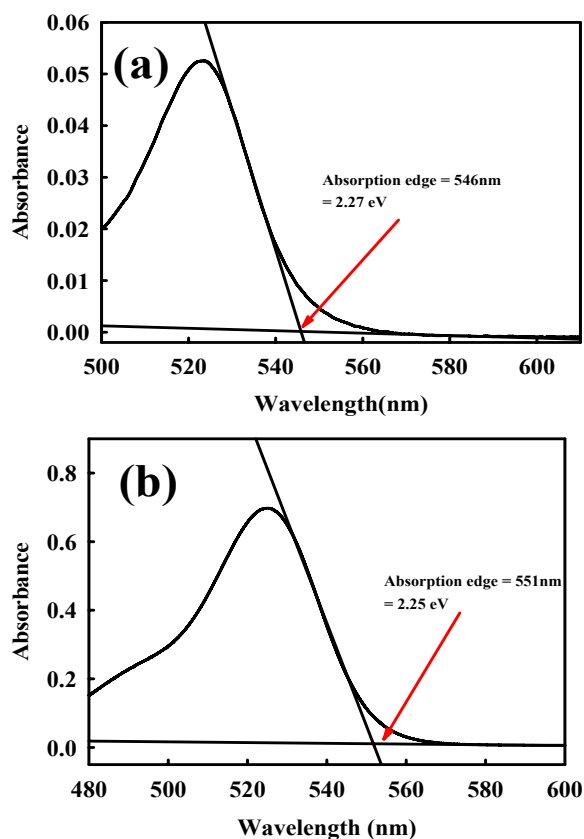 0.06
(a)
0.05
0.04
Absorption edge = 546nm
= 2.27 eV
0.03
0.02
0.01
0.00
Absorbance
500 520 540 560 580 600
Wavelength(nm)
0.8
(b)
0.6
Absorption edge = 551nm
= 2.25 eV
0.4
0.2
0.0
Absorbance
480 500 520 540 560 580 600
Wavelength (nm)